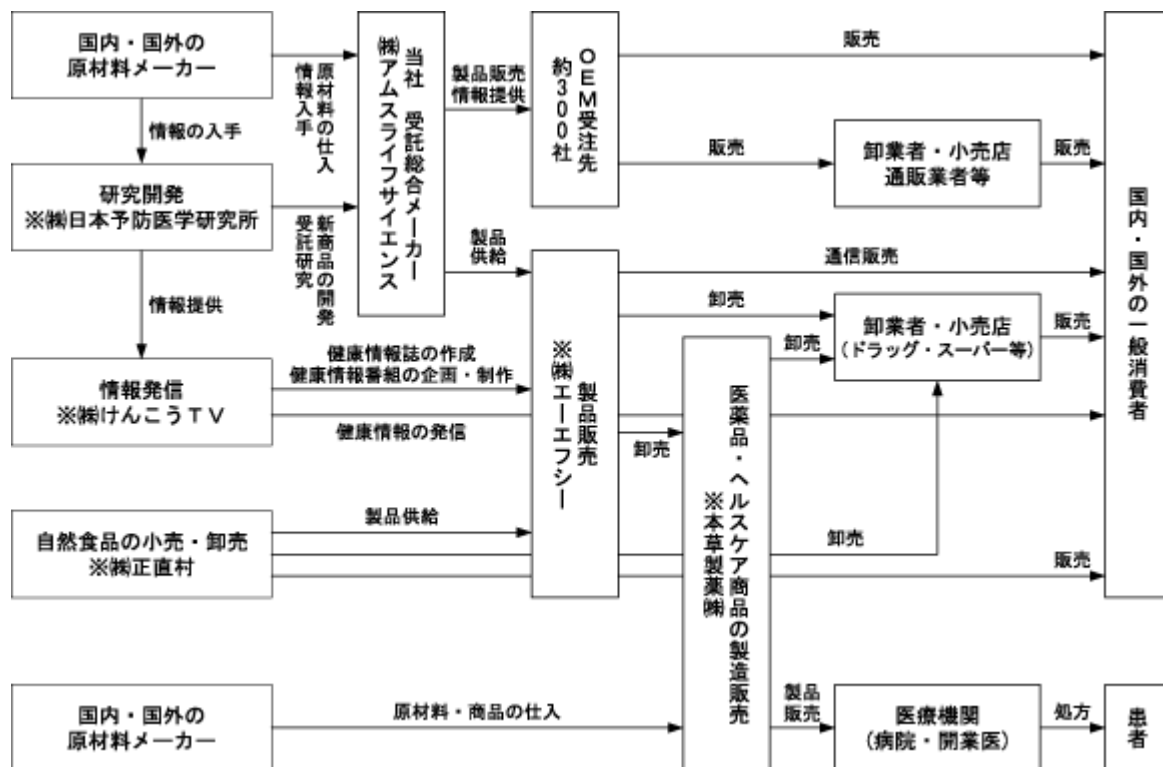 国内・国外の
原材料メーカー
原材料の仕入
情報入手
情報の入手
研究開発
※㈱日本予防医学研究所
新商品の開発
受託研究
情報提供
当社　受託総合メーカー
㈱アムスライフサイエンス
製品販売
情報提供
OEM受注先
約300社
販売
販売
卸業者・小売店
通販業者等
販売
製品
供給
通信販売
卸売
卸売
卸業者・小売店
(ドラッグ・スーパー等)
販売
国内・国外の一般消費者
情報発信
※㈱けんこうＴＶ
健康情報誌の作成
健康情報番組の企画・制作
健康情報の発信
製品販売
※㈱エーエフシー
卸売
医薬品・ヘルスケア商品の製造販売
※本草製薬㈱
自然食品の小売・卸売
※㈱正直村
製品供給
卸売
販売
国内・国外の
原材料メーカー
原材料・商品の仕入
製品
販売
医療機関
(病院・開業医)
処方
患者